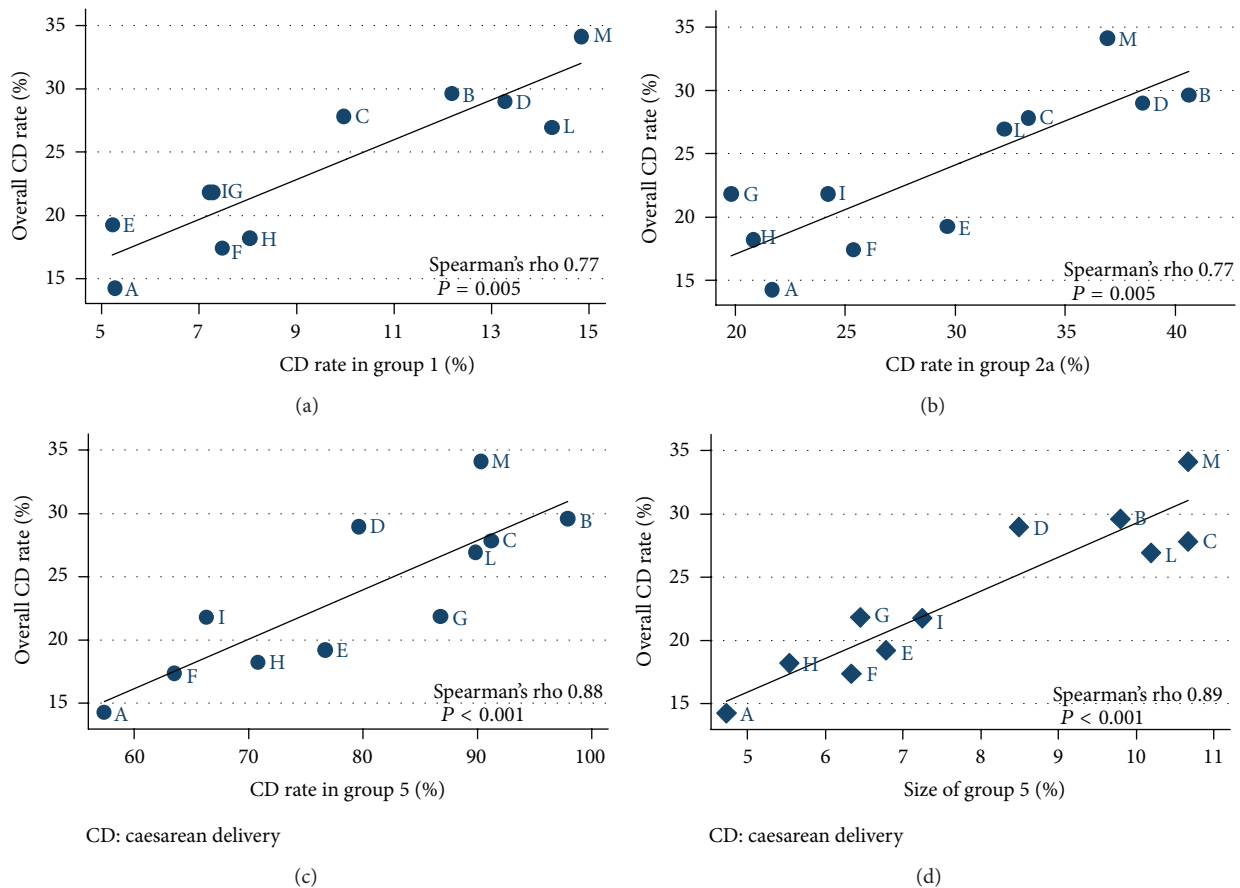 35
30
25
20
15
Overall CD rate (%)
M
B
D
L
C
IG
E
H
F
A
Spearman's rho 0.77
P = 0.005
5 7 9 11 13 15
CD rate in group 1 (%)
(a)
35
30
25
20
15
Overall CD rate (%)
M
B
D
C
L
G
I
E
H
F
A
Spearman's rho 0.77
P = 0.005
20 25 30 35 40
CD rate in group 2a (%)
(b)
35
30
25
20
15
Overall CD rate (%)
M
B
D
C
L
I
G
E
H
F
A
Spearman's rho 0.88
P < 0.001
60 70 80 90 100
CD rate in group 5 (%)
CD: caesarean delivery
(c)
35
30
25
20
15
Overall CD rate (%)
M
B
D
C
L
G
I
E
H
F
A
Spearman's rho 0.89
P < 0.001
5 6 7 8 9 10 11
Size of group 5 (%)
CD: caesarean delivery
(d)